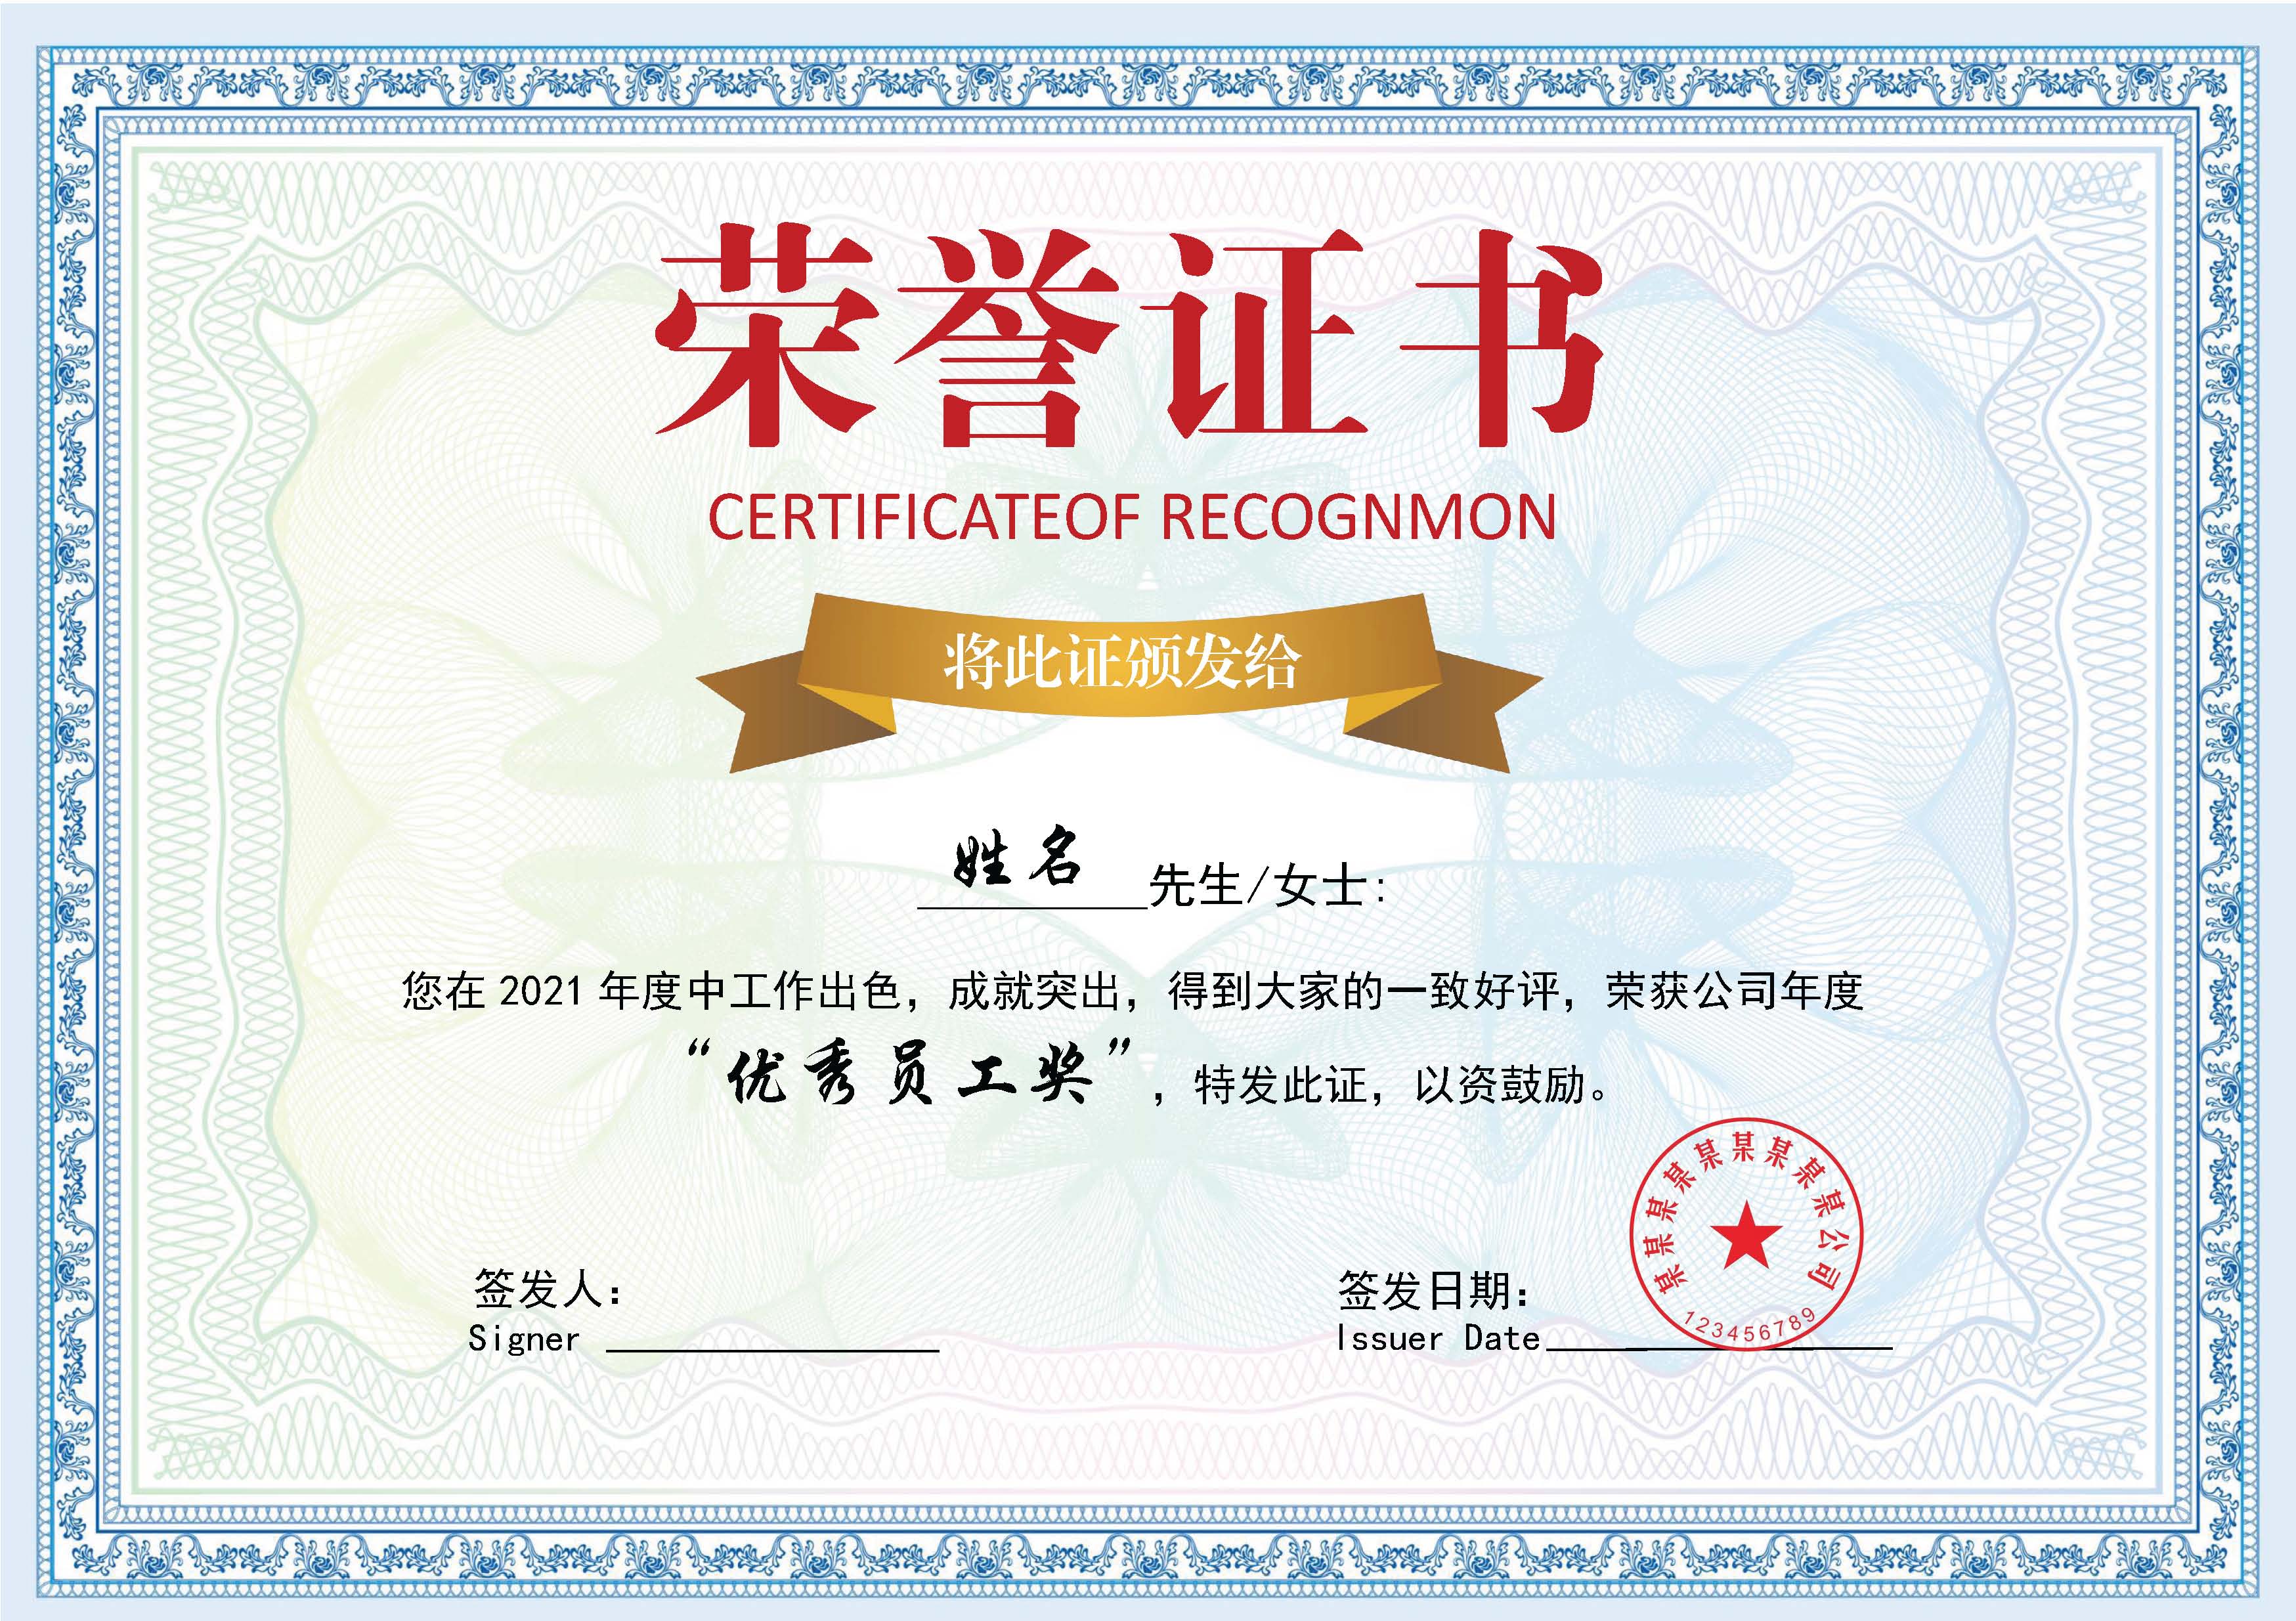 荣誉证书
CERTIFICATEOF RECOGNMON
将此证颁发给
姓名 先生/女士:
您在 2021 年度中工作出色，成就突出，得到大家的一致好评，荣获公司年度
“优秀员工奖”，特发此证，以资鼓励。
某某某某某某某某某公司
123456789
签发人：
Signer
签发日期：
Issuer Date